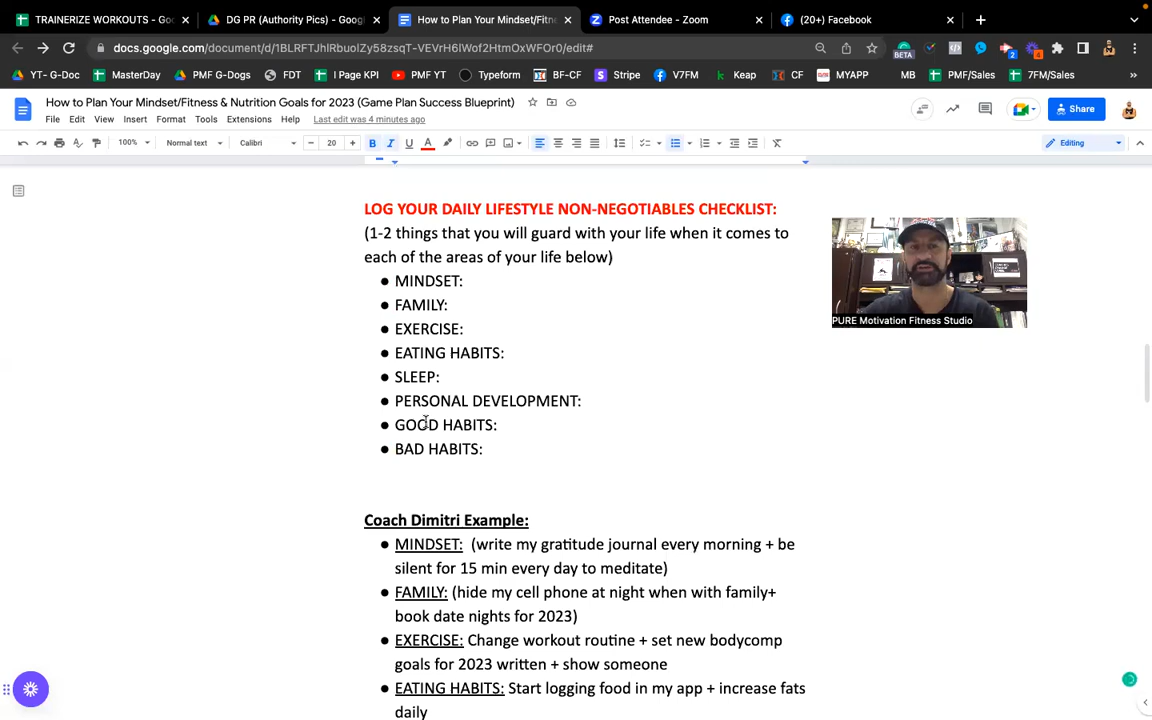 TRAINERIZE WORKOUTS - Goo
DG PR (Authority Pics) - Google
How to Plan Your Mindset/Fitne
Post Attendee - Zoom
(20+) Facebook
docs.google.com/document/d/1BLRFTJhlRbuolZy58zsqT-VEVrH6lWof2HtmOxWFOr0/edit#
BETA
2
4
YT- G-Doc
MasterDay
PMF G-Dogs
FDT
I Page KPI
PMF YT
Typeform
BF-CF
Stripe
V7FM
Keap
CF
MYAPP
MB
PMF/Sales
7FM/Sales
How to Plan Your Mindset/Fitness & Nutrition Goals for 2023 (Game Plan Success Blueprint)
File Edit View Insert Format Tools Extensions Help Last edit was 4 minutes ago
Share
100% Normal text Calibri 20 Editing
LOG YOUR DAILY LIFESTYLE NON-NEGOTIABLES CHECKLIST:
(1-2 things that you will guard with your life when it comes to
each of the areas of your life below)
● MINDSET:
● FAMILY:
● EXERCISE:
● EATING HABITS:
● SLEEP:
● PERSONAL DEVELOPMENT:
● GOOD HABITS:
● BAD HABITS:
PURE Motivation Fitness Studio
Coach Dimitri Example:
● MINDSET: (write my gratitude journal every morning + be
silent for 15 min every day to meditate)
● FAMILY: (hide my cell phone at night when with family+
book date nights for 2023)
● EXERCISE: Change workout routine + set new bodycomp
goals for 2023 written + show someone
● EATING HABITS: Start logging food in my app + increase fats
daily